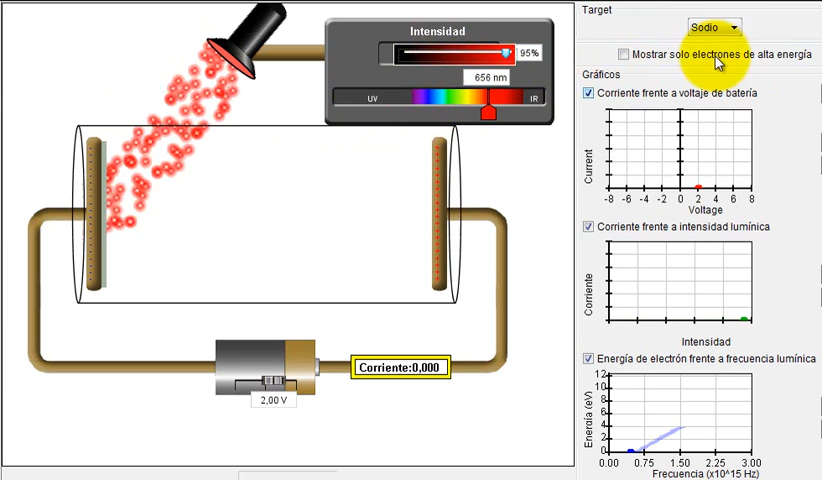 Intensidad
95%
656 nm
UV
IR
Corriente:0,000
2,00 V
Target
Sodio
Mostrar solo electrones de alta energía
Gráficos
Corriente frente a voltaje de batería
Current
-8 -6 -4 -2 0 2 4 6 8
Voltage
Corriente frente a intensidad lumínica
Corriente
Intensidad
Energía de electrón frente a frecuencia lumínica
Energía (eV)
12
10
8
6
4
2
0
0.00 0.75 1.50 2.25 3.00
Frecuencia (x10^15 Hz)